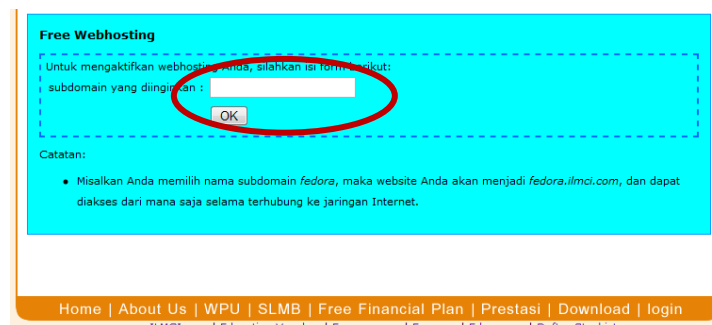 Free Webhosting
Untuk mengaktifkan webhosting Anda, silahkan isi form berikut:
subdomain yang diinginkan :
OK
Catatan:
• Misalkan Anda memilih nama subdomain fedora, maka website Anda akan menjadi fedora.ilmci.com, dan dapat
diakses dari mana saja selama terhubung ke jaringan Internet.
Home | About Us | WPU | SLMB | Free Financial Plan | Prestasi | Download | login